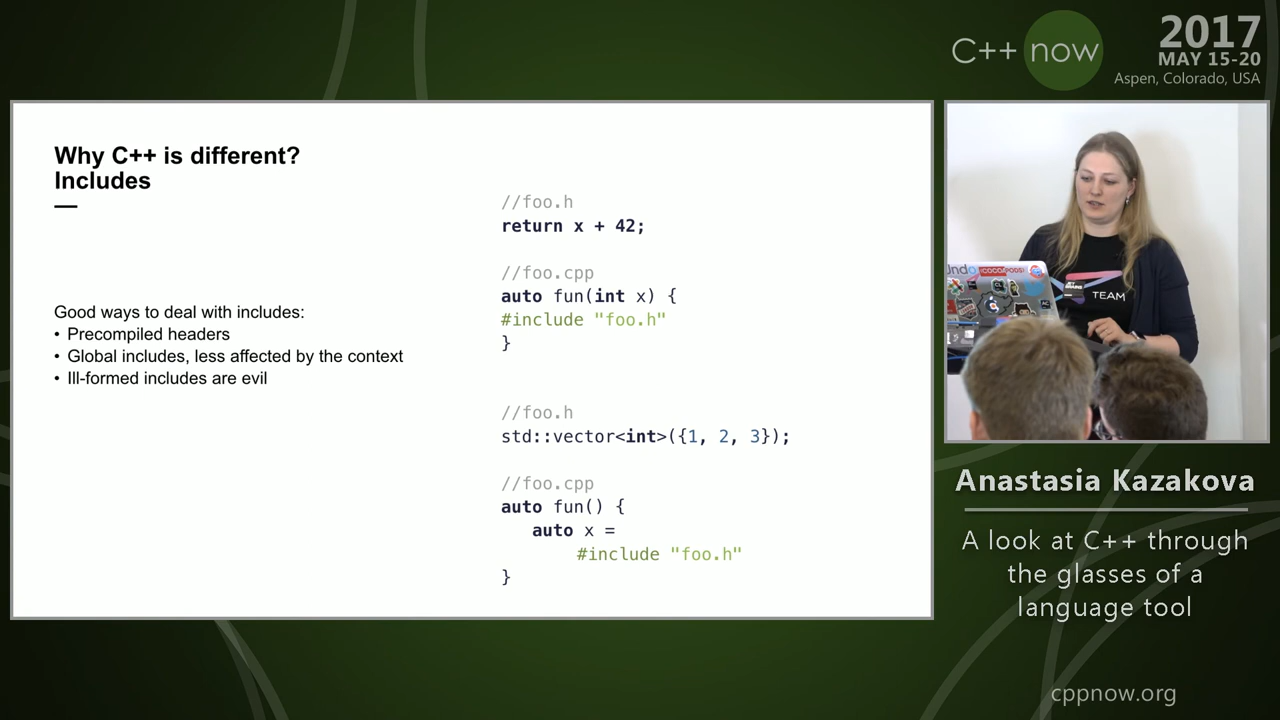 C++ now
2017
MAY 15-20
Aspen, Colorado, USA
Why C++ is different?
Includes
Good ways to deal with includes:
• Precompiled headers
• Global includes, less affected by the context
• Ill-formed includes are evil
//foo.h
return x + 42;
//foo.cpp
auto fun(int x) {
#include "foo.h"
}
//foo.h
std::vector<int>({1, 2, 3});
//foo.cpp
auto fun() {
auto x =
#include "foo.h"
}
TEAM
Anastasia Kazakova
A look at C++ through
the glasses of a
language tool
cppnow.org